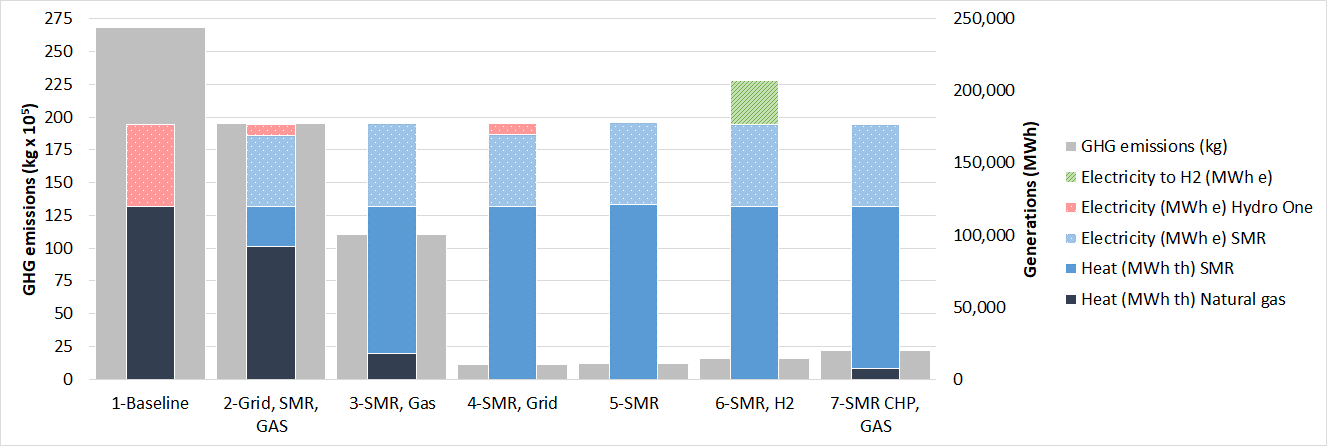 GHG emissions (kg x 10⁵)
275
250
225
200
175
150
125
100
75
50
25
0
250,000
200,000
150,000
100,000
50,000
0
Generations (MWh)
1-Baseline
2-Grid, SMR,
GAS
3-SMR, Gas
4-SMR, Grid
5-SMR
6-SMR, H2
7-SMR CHP,
GAS
GHG emissions (kg)
Electricity to H2 (MWh e)
Electricity (MWh e) Hydro One
Electricity (MWh e) SMR
Heat (MWh th) SMR
Heat (MWh th) Natural gas